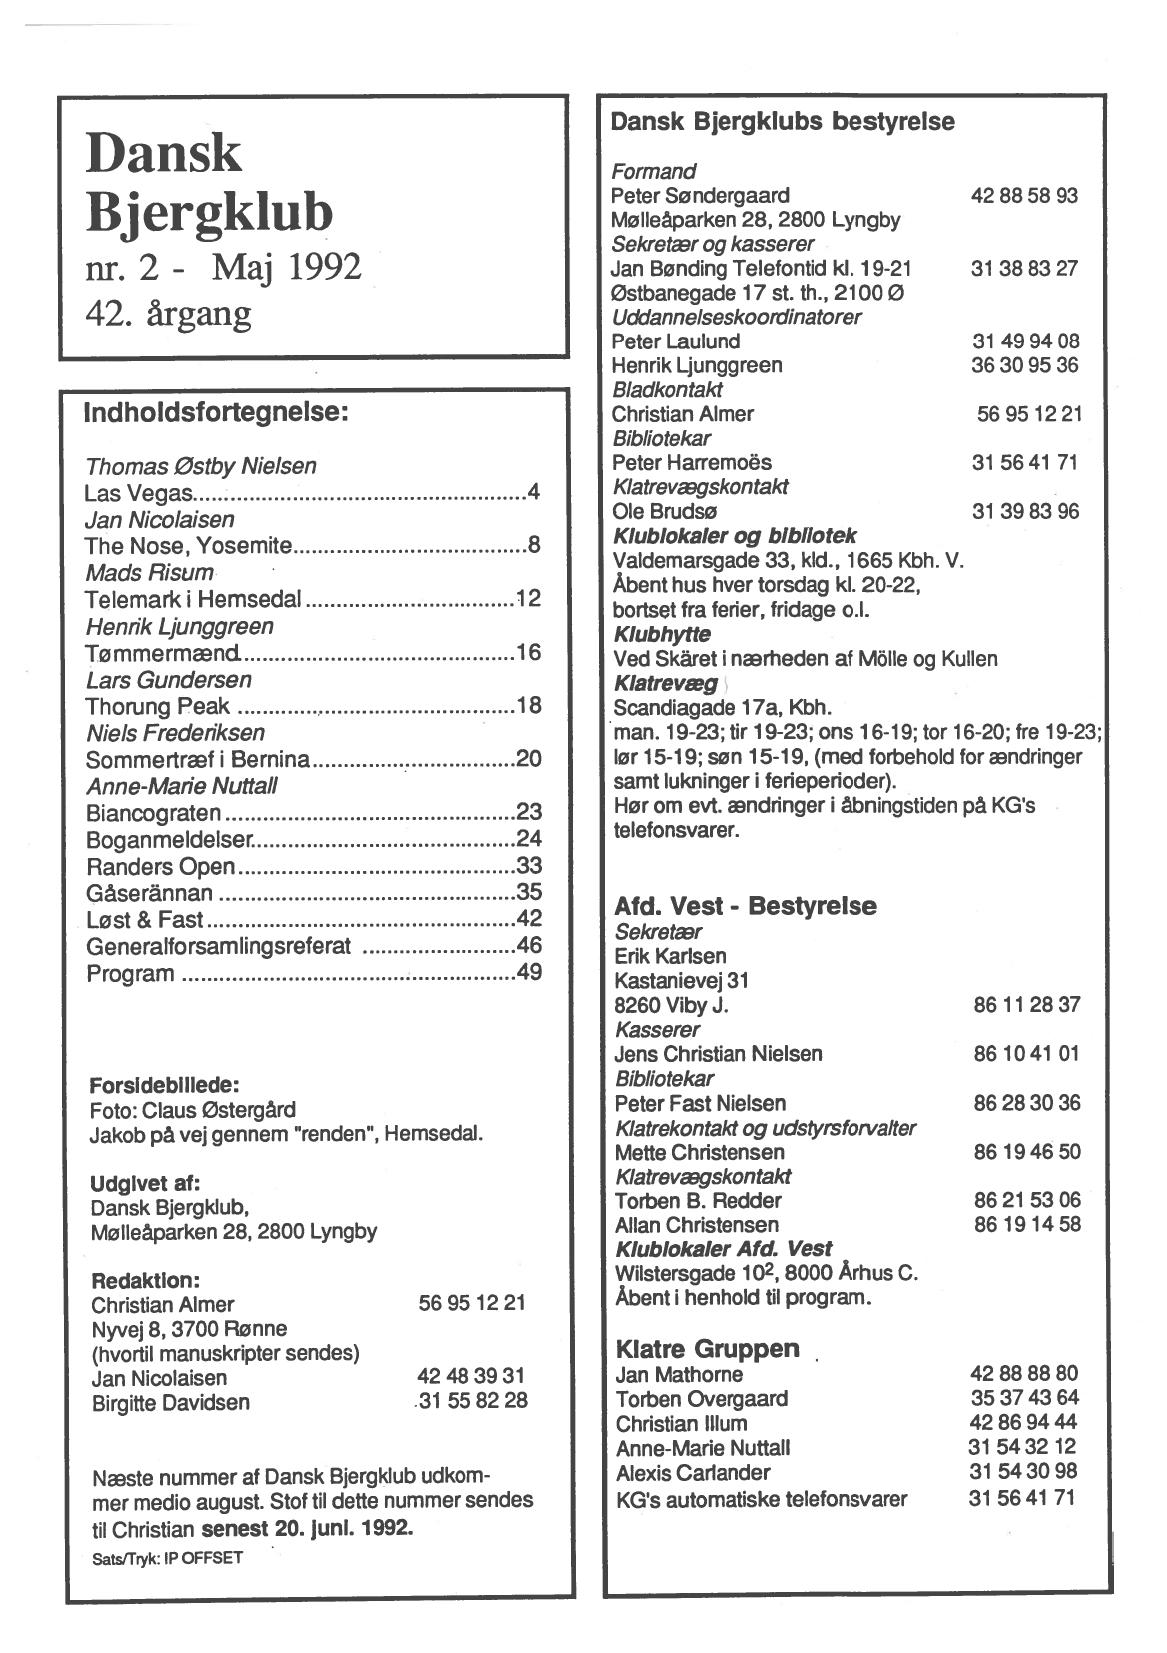 Dansk
Bjergklub
nr. 2 - Maj 1992
42. årgang
Indholdsfortegnelse:
Thomas Østby Nielsen
Las Vegas....................................................4
Jan Nicolaisen
The Nose, Yosemite.....................................8
Mads Risum
Telemark i Hemsedal .................................12
Henrik Ljunggreen
Tømmermænd...........................................16
Lars Gundersen
Thorung Peak ............................................18
Niels Frederiksen
Sommertræf i Bernina................................20
Anne-Marie Nuttall
Biancograten ..............................................23
Boganmeldelser..........................................24
Randers Open............................................33
Gåserännan ...............................................35
Løst & Fast.................................................42
Generalforsamlingsreferat ........................46
Program .....................................................49
Forsidebillede:
Foto: Claus Østergård
Jakob på vej gennem "renden", Hemsedal.
Udgivet af:
Dansk Bjergklub,
Mølleåparken 28, 2800 Lyngby
Redaktion:
Christian Almer 56 95 12 21
Nyvej 8, 3700 Rønne
(hvortil manuskripter sendes)
Jan Nicolaisen 42 48 39 31
Birgitte Davidsen 31 55 82 28
Næste nummer af Dansk Bjergklub udkom-
mer medio august. Stof til dette nummer sendes
til Christian senest 20. juni. 1992.
Sats/Tryk: IP OFFSET
Dansk Bjergklubs bestyrelse
Formand
Peter Søndergaard 42 88 58 93
Mølleåparken 28, 2800 Lyngby
Sekretær og kasserer
Jan Bønding Telefontid kl. 19-21 31 38 83 27
Østbanegade 17 st. th., 2100 Ø
Uddannelseskoordinatorer
Peter Laulund 31 49 94 08
Henrik Ljunggreen 36 30 95 36
Bladkontakt
Christian Almer 56 95 12 21
Bibliotekar
Peter Harremoës 31 56 41 71
Klatrevægskontakt
Ole Brudsø 31 39 83 96
Klublokaler og bibliotek
Valdemarsgade 33, kld., 1665 Kbh. V.
Åbent hus hver torsdag kl. 20-22,
bortset fra ferier, fridage o.l.
Klubhytte
Ved Skäret i nærheden af Mölle og Kullen
Klatrevæg
Scandiagade 17a, Kbh.
man. 19-23; tir 19-23; ons 16-19; tor 16-20; fre 19-23;
lør 15-19; søn 15-19, (med forbehold for ændringer
samt lukninger i ferieperioder).
Hør om evt. ændringer i åbningstiden på KG's
telefonsvarer.
Afd. Vest - Bestyrelse
Sekretær
Erik Karlsen
Kastanievej 31
8260 Viby J. 86 11 28 37
Kasserer
Jens Christian Nielsen 86 10 41 01
Bibliotekar
Peter Fast Nielsen 86 28 30 36
Klatrekontakt og udstyrsforvalter
Mette Christensen 86 19 46 50
Klatrevægskontakt
Torben B. Redder 86 21 53 06
Allan Christensen 86 19 14 58
Klublokaler Afd. Vest
Wilstersgade 10², 8000 Århus C.
Åbent i henhold til program.
Klatre Gruppen
Jan Mathorne 42 88 88 80
Torben Overgaard 35 37 43 64
Christian Illum 42 86 94 44
Anne-Marie Nuttall 31 54 32 12
Alexis Carlander 31 54 30 98
KG's automatiske telefonsvarer 31 56 41 71